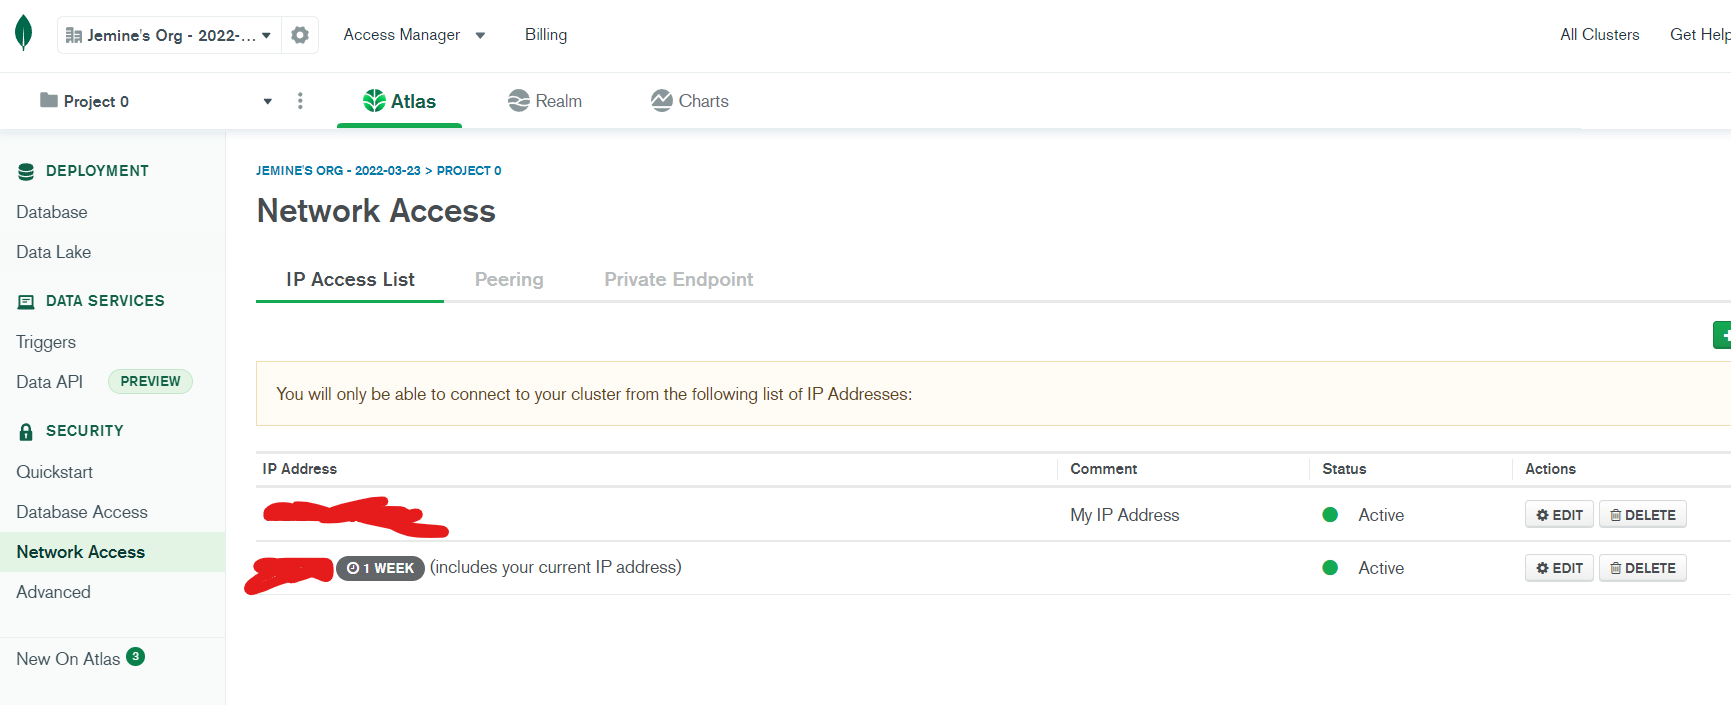 Jemine's Org - 2022-...
Access Manager
Billing
All Clusters
Get Help
Project 0
Atlas
Realm
Charts
DEPLOYMENT
Database
Data Lake
DATA SERVICES
Triggers
Data API PREVIEW
SECURITY
Quickstart
Database Access
Network Access
Advanced
New On Atlas 3
JEMINE'S ORG - 2022-03-23 > PROJECT 0
Network Access
IP Access List
Peering
Private Endpoint
You will only be able to connect to your cluster from the following list of IP Addresses:
IP Address Comment Status Actions
My IP Address Active EDIT DELETE
1 WEEK (includes your current IP address) Active EDIT DELETE